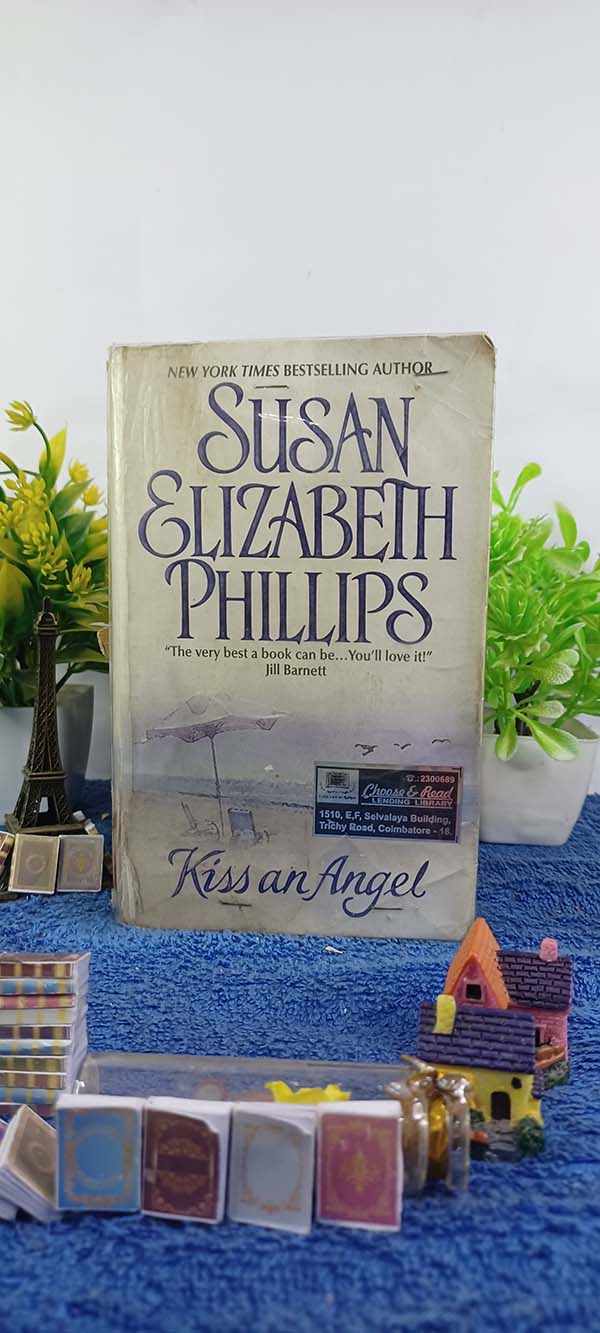 NEW YORK TIMES BESTSELLING AUTHOR
SUSAN
ELIZABETH
PHILLIPS
"The very best a book can be...You'll love it!"
Jill Barnett
☏.: 2300689
Choose & Read
LENDING LIBRARY
1510, E,F, Selvalaya Building,
Trichy Road, Coimbatore - 18.
Kiss an Angel